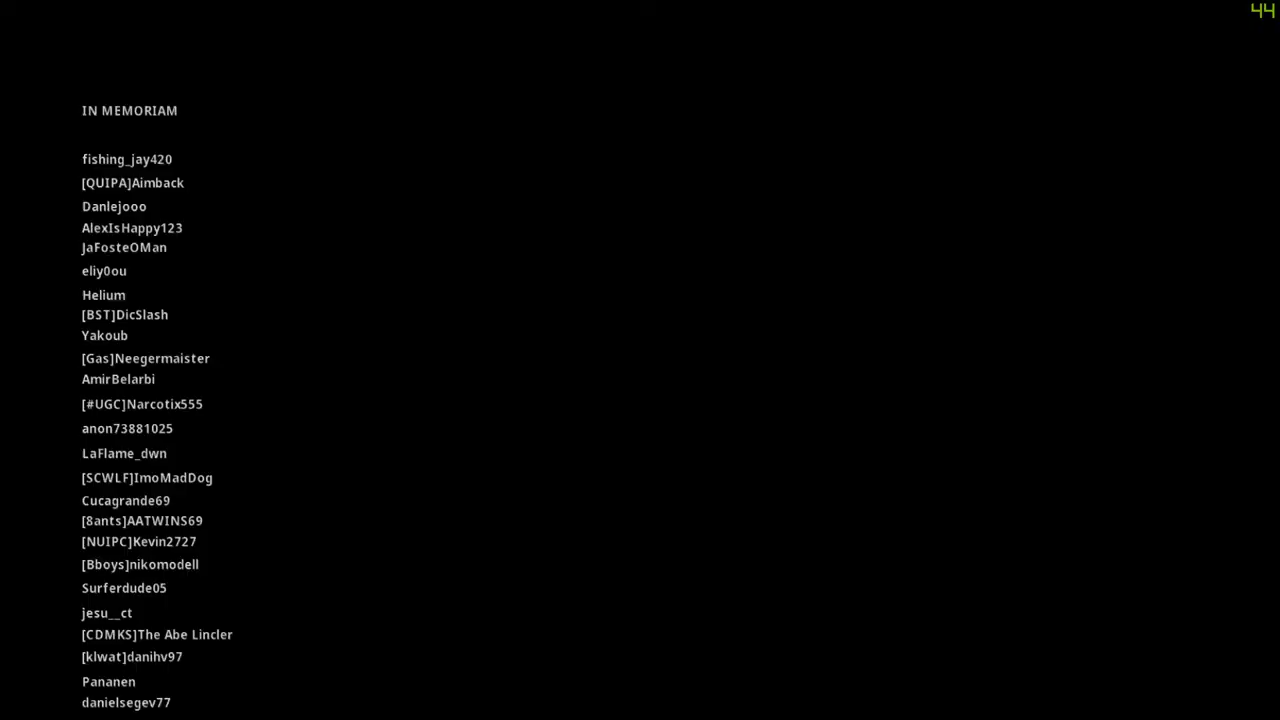 44
IN MEMORIAM
fishing_jay420
[QUIPA]Aimback
Danlejooo
AlexIsHappy123
JaFosteOMan
eliy0ou
Helium
[BST]DicSlash
Yakoub
[Gas]Neegermaister
AmirBelarbi
[#UGC]Narcotix555
anon73881025
LaFlame_dwn
[SCWLF]ImoMadDog
Cucagrande69
[8ants]AATWINS69
[NUIPC]Kevin2727
[Bboys]nikomodell
Surferdude05
jesu__ct
[CDMKS]The Abe Lincler
[klwat]danihv97
Pananen
danielsegev77